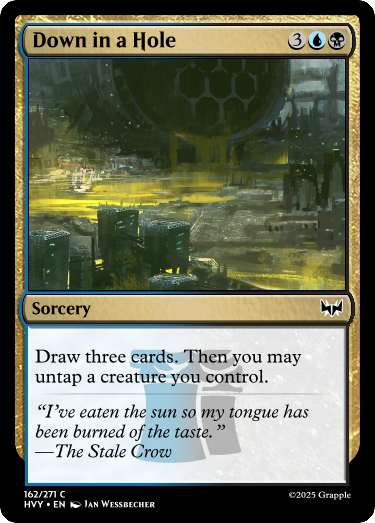 Down in a Hole 3
Sorcery
Draw three cards. Then you may
untap a creature you control.
“I’ve eaten the sun so my tongue has
been burned of the taste.”
—The Stale Crow
162/271 C
HVY • EN Jan Wessbecher
©2025 Grapple